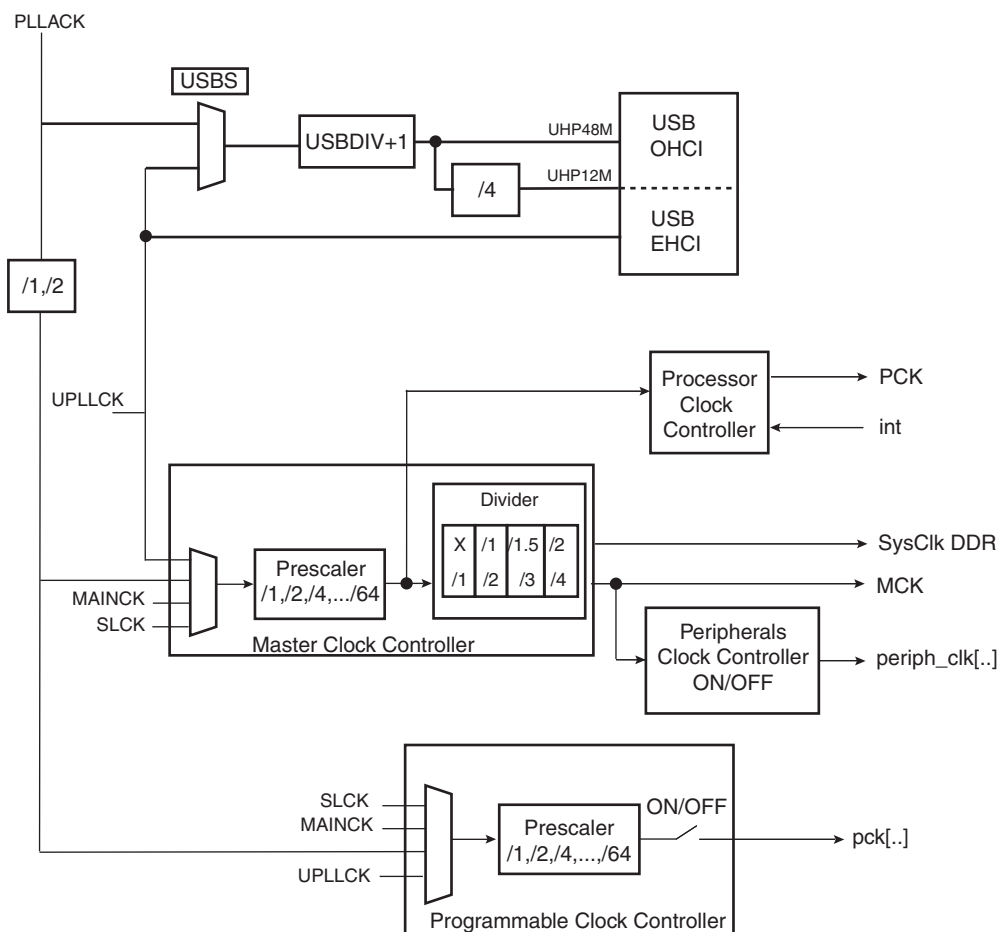 PLLACK
USBS
USBDIV+1
UHP48M
USB
OHCI
/4
UHP12M
USB
EHCI
/1,/2
UPLLCK
Processor
Clock
Controller
PCK
int
Divider
X /1 /1.5 /2
/1 /2 /3 /4
Prescaler
/1,/2,/4,.../64
MAINCK
SLCK
Master Clock Controller
SysClk DDR
MCK
Peripherals
Clock Controller
ON/OFF
periph_clk[..]
SLCK
MAINCK
UPLLCK
Prescaler
/1,/2,/4,...,/64
ON/OFF
pck[..]
Programmable Clock Controller